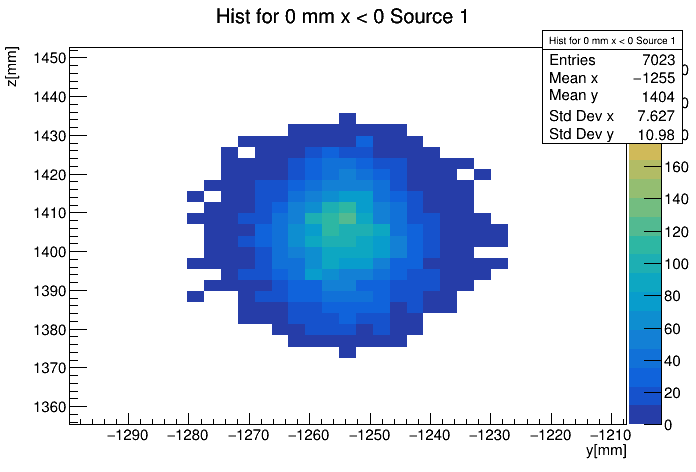 Hist for 0 mm x < 0 Source 1
Hist for 0 mm x < 0 Source 1
Entries 7023
Mean x −1255
Mean y 1404
Std Dev x 7.627
Std Dev y 10.98
z[mm]
1450
1440
1430
1420
1410
1400
1390
1380
1370
1360
−1290 −1280 −1270 −1260 −1250 −1240 −1230 −1220 −1210
y[mm]
160
140
120
100
80
60
40
20
0